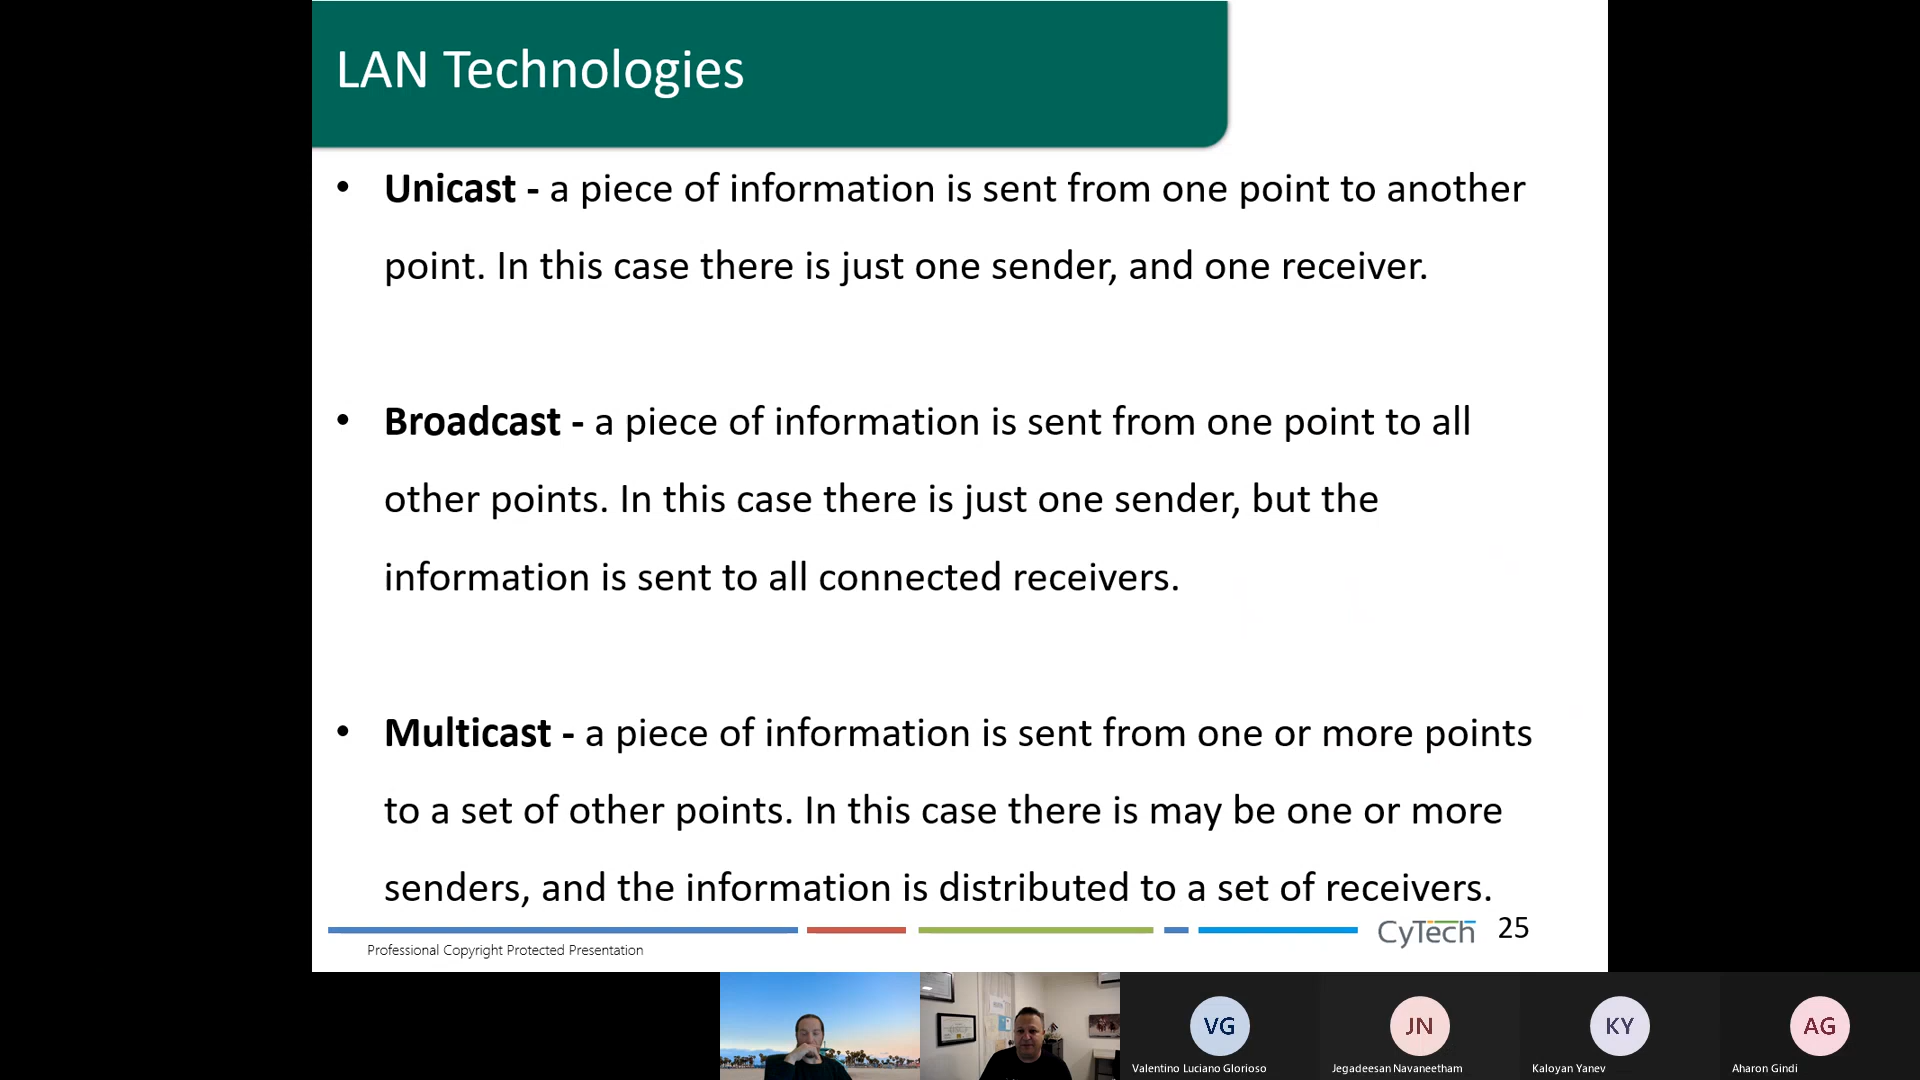 LAN Technologies
• Unicast - a piece of information is sent from one point to another
point. In this case there is just one sender, and one receiver.
• Broadcast - a piece of information is sent from one point to all
other points. In this case there is just one sender, but the
information is sent to all connected receivers.
• Multicast - a piece of information is sent from one or more points
to a set of other points. In this case there is may be one or more
senders, and the information is distributed to a set of receivers.
CyTech 25
Professional Copyright Protected Presentation
VG JN KY AG
Valentino Luciano Glorioso Jegadeesan Navaneetham Kaloyan Yanev Aharon Gindi